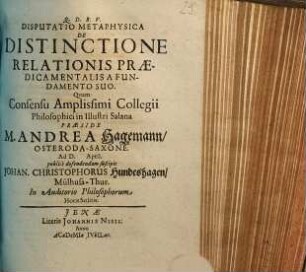 Q. D. B. V.
DISPUTATIO METAPHYSICA
DE
DISTINCTIONE
RELATIONIS PRÆ-
DICAMENTALIS A FUN-
DAMENTO SUO.
Quam
Consensu Amplissimi Collegii
Philosophici in Illustri Salana
PRÆSIDE
M. ANDREA Hagemann/
OSTERODA-SAXONE
Ad D. April.
publicè defendendam suscipit
JOHAN. CHRISTOPHORUS Hundeshagen/
Mülhusâ-Thur.
In Auditorio Philosophorum
JENÆ
Literis JOHANNIS NISII.
Anno